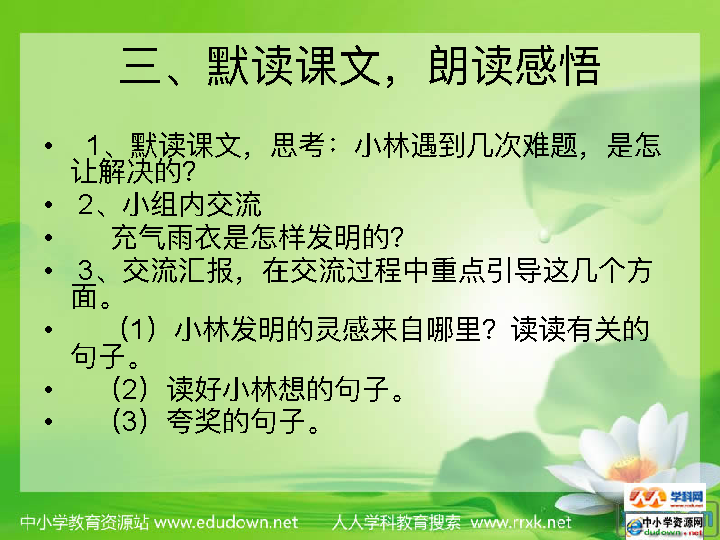 三、默读课文，朗读感悟
• 1、默读课文，思考：小林遇到几次难题，是怎
让解决的?
• 2、小组内交流
• 充气雨衣是怎样发明的?
• 3、交流汇报，在交流过程中重点引导这几个方
面。
• （1）小林发明的灵感来自哪里？读读有关的
句子。
• （2）读好小林想的句子。
• （3）夸奖的句子。
中小学教育资源站 www.edudown.net 人人学科教育搜索 www.rrxk.net
学科网
www.rrxk.net
中小学资源网